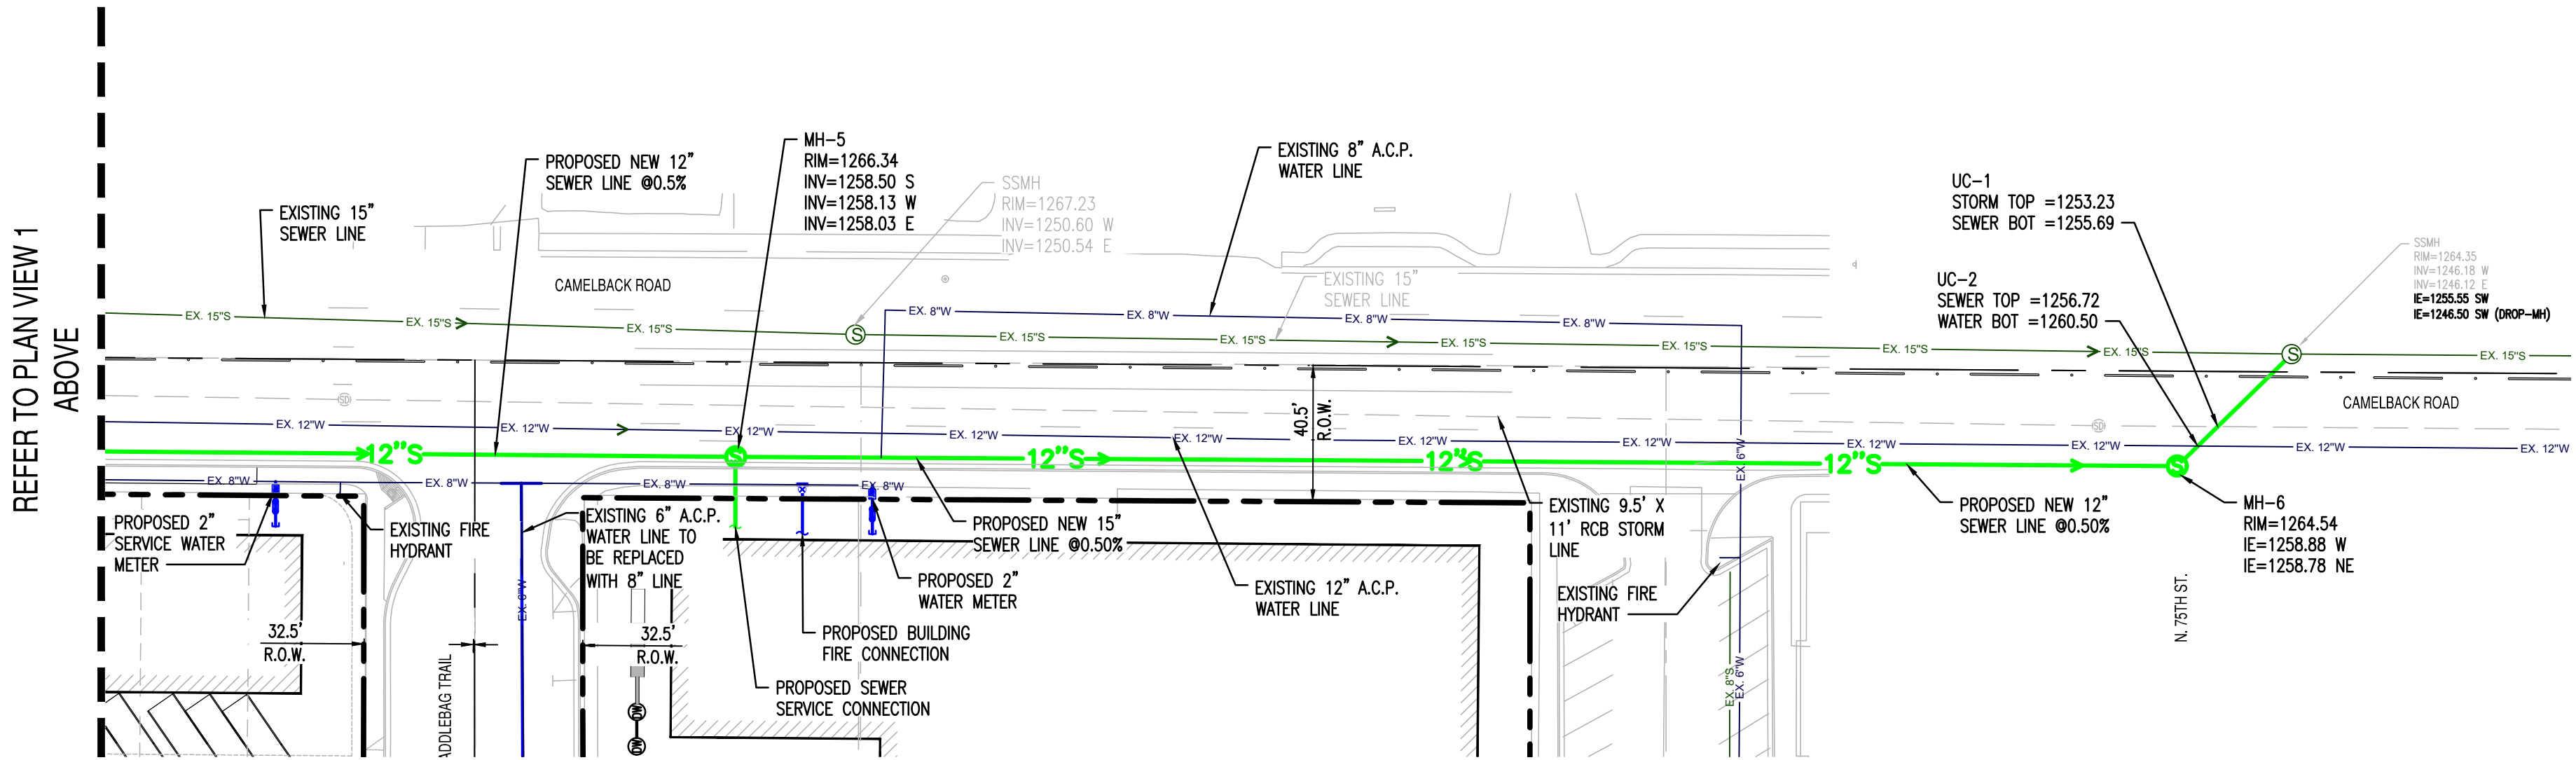 REFER TO PLAN VIEW 1
ABOVE
EXISTING 15"
SEWER LINE
PROPOSED NEW 12"
SEWER LINE @0.5%
MH-5
RIM=1266.34
INV=1258.50 S
INV=1258.13 W
INV=1258.03 E
SSMH
RIM=1267.23
INV=1250.60 W
INV=1250.54 E
EXISTING 8" A.C.P.
WATER LINE
UC-1
STORM TOP =1253.23
SEWER BOT =1255.69
UC-2
SEWER TOP =1256.72
WATER BOT =1260.50
SSMH
RIM=1264.35
INV=1246.18 W
INV=1246.12 E
IE=1255.55 SW
IE=1246.50 SW (DROP-MH)
CAMELBACK ROAD
EXISTING 15"
SEWER LINE
EX. 15"S
EX. 15"S
EX. 15"S
S
EX. 15"S
EX. 15"S
EX. 15"S
EX. 15"S
EX. 15"S
EX. 15"S
S
EX. 15"S
EX. 8"W
EX. 8"W
EX. 8"W
EX. 8"W
CAMELBACK ROAD
SD
SD
40.5'
R.O.W.
EX. 12"W
EX. 12"W
EX. 12"W
EX. 12"W
EX. 12"W
EX. 12"W
EX. 12"W
EX. 12"W
EX. 12"W
EX. 12"W
EX. 12"W
12"S
S
12"S
12"S
12"S
S
EX. 8"W
EX. 8"W
EX. 8"W
EX. 8"W
EX. 6"W
PROPOSED 2"
SERVICE WATER
METER
EXISTING FIRE
HYDRANT
EXISTING 6" A.C.P.
WATER LINE TO
BE REPLACED
WITH 8" LINE
PROPOSED NEW 15"
SEWER LINE @0.50%
PROPOSED 2"
WATER METER
PROPOSED BUILDING
FIRE CONNECTION
PROPOSED SEWER
SERVICE CONNECTION
EXISTING 12" A.C.P.
WATER LINE
EXISTING 9.5' X
11' RCB STORM
LINE
EXISTING FIRE
HYDRANT
PROPOSED NEW 12"
SEWER LINE @0.50%
MH-6
RIM=1264.54
IE=1258.88 W
IE=1258.78 NE
N. 75TH ST.
32.5'
R.O.W.
32.5'
R.O.W.
ADDLEBAG TRAIL
EX. 6"W
EX. 8"S
EX. 6"W